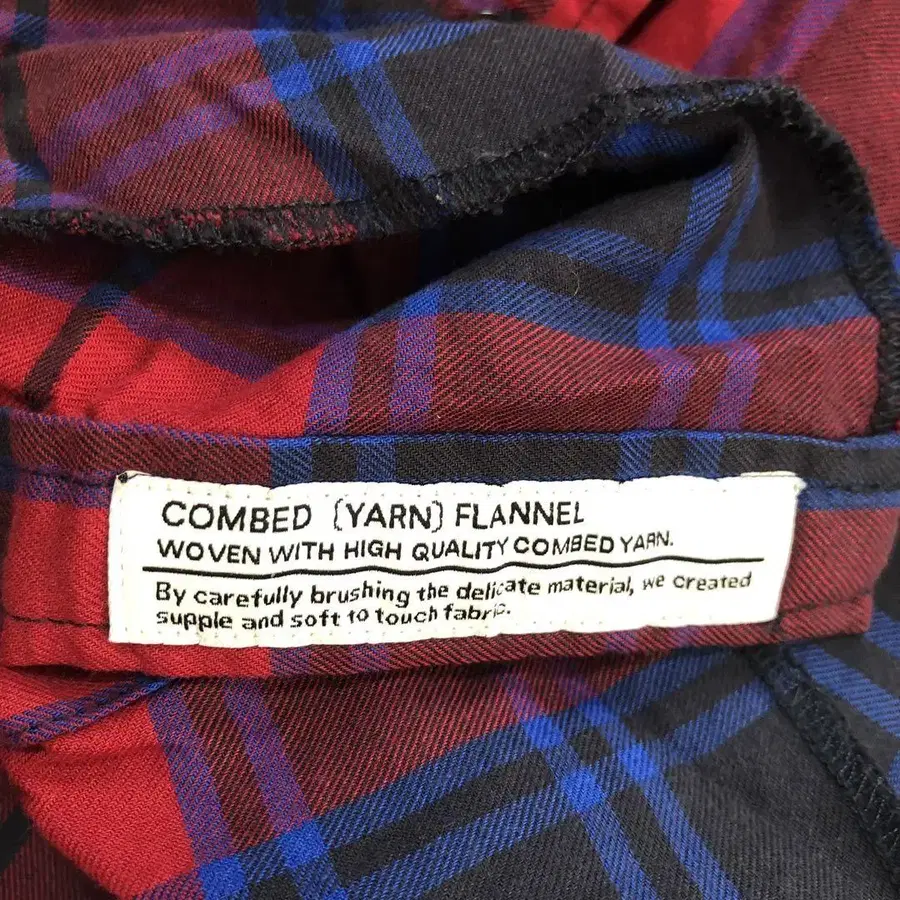 COMBED (YARN) FLANNEL
WOVEN WITH HIGH QUALITY COMBED YARN.
By carefully brushing the delicate material, we created
supple and soft to touch fabric.